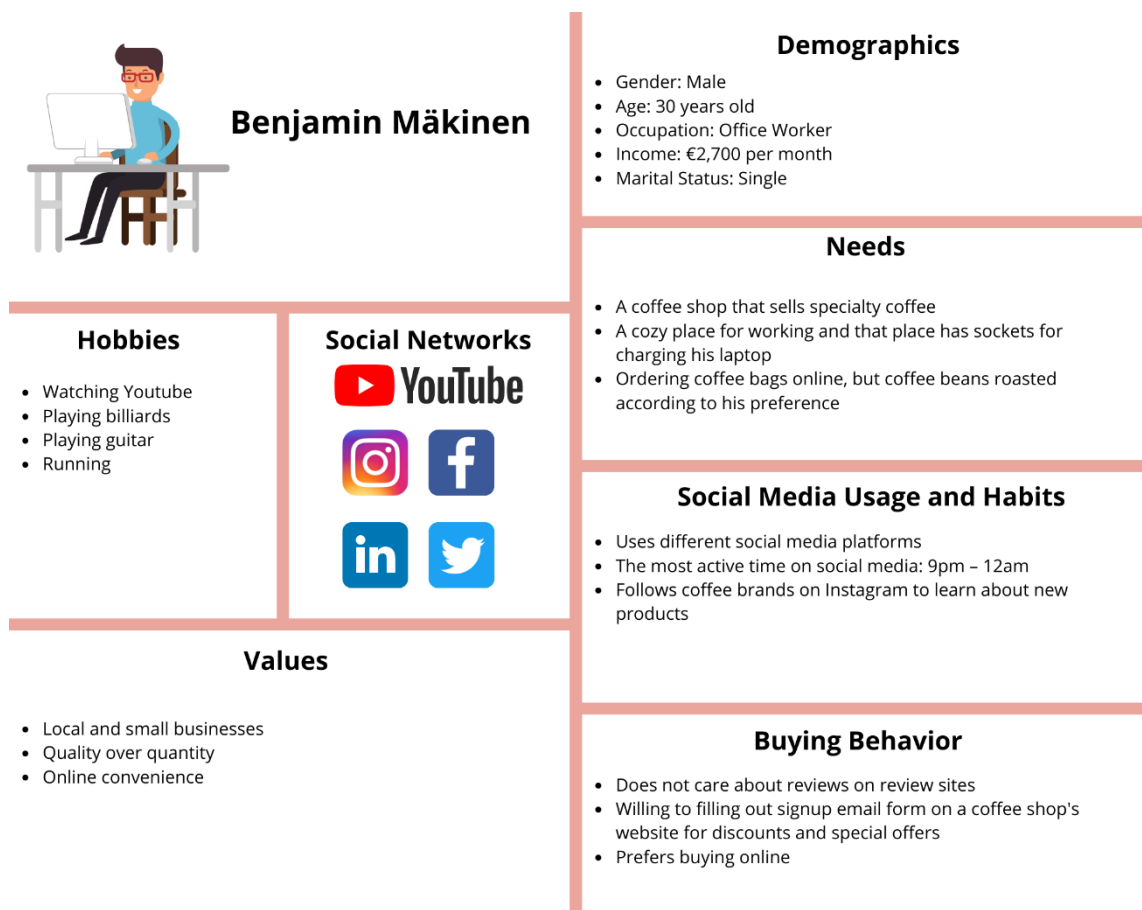 Benjamin Mäkinen
Demographics
• Gender: Male
• Age: 30 years old
• Occupation: Office Worker
• Income: €2,700 per month
• Marital Status: Single
Needs
• A coffee shop that sells specialty coffee
• A cozy place for working and that place has sockets for
charging his laptop
• Ordering coffee bags online, but coffee beans roasted
according to his preference
Hobbies
• Watching Youtube
• Playing billiards
• Playing guitar
• Running
Social Networks
YouTube
f
in
Social Media Usage and Habits
• Uses different social media platforms
• The most active time on social media: 9pm – 12am
• Follows coffee brands on Instagram to learn about new
products
Values
• Local and small businesses
• Quality over quantity
• Online convenience
Buying Behavior
• Does not care about reviews on review sites
• Willing to filling out signup email form on a coffee shop's
website for discounts and special offers
• Prefers buying online